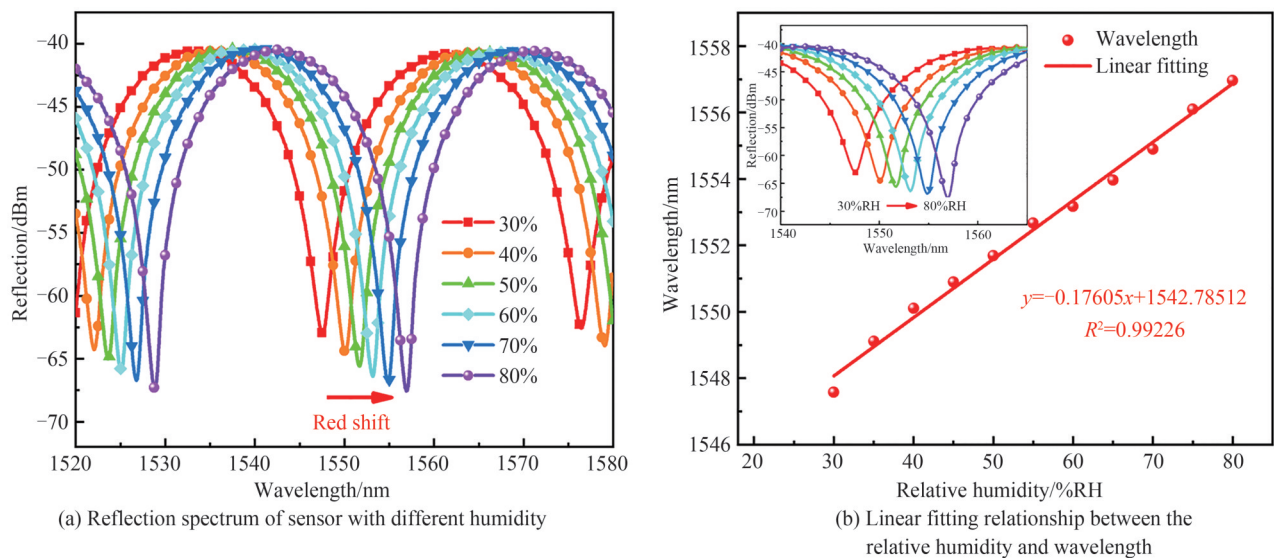 −40
−45
−50
−55
−60
−65
−70
Reflection/dBm
30%
40%
50%
60%
70%
80%
Red shift
1520 1530 1540 1550 1560 1570 1580
Wavelength/nm
(a) Reflection spectrum of sensor with different humidity
1558
1556
1554
1552
1550
1548
1546
Wavelength/nm
−40
−45
−50
−55
−60
−65
−70
Reflection/dBm
30%RH 80%RH
1540 1550 1560
Wavelength/nm
Wavelength
Linear fitting
y=−0.17605x+1542.78512
R²=0.99226
20 30 40 50 60 70 80
Relative humidity/%RH
(b) Linear fitting relationship between the
relative humidity and wavelength